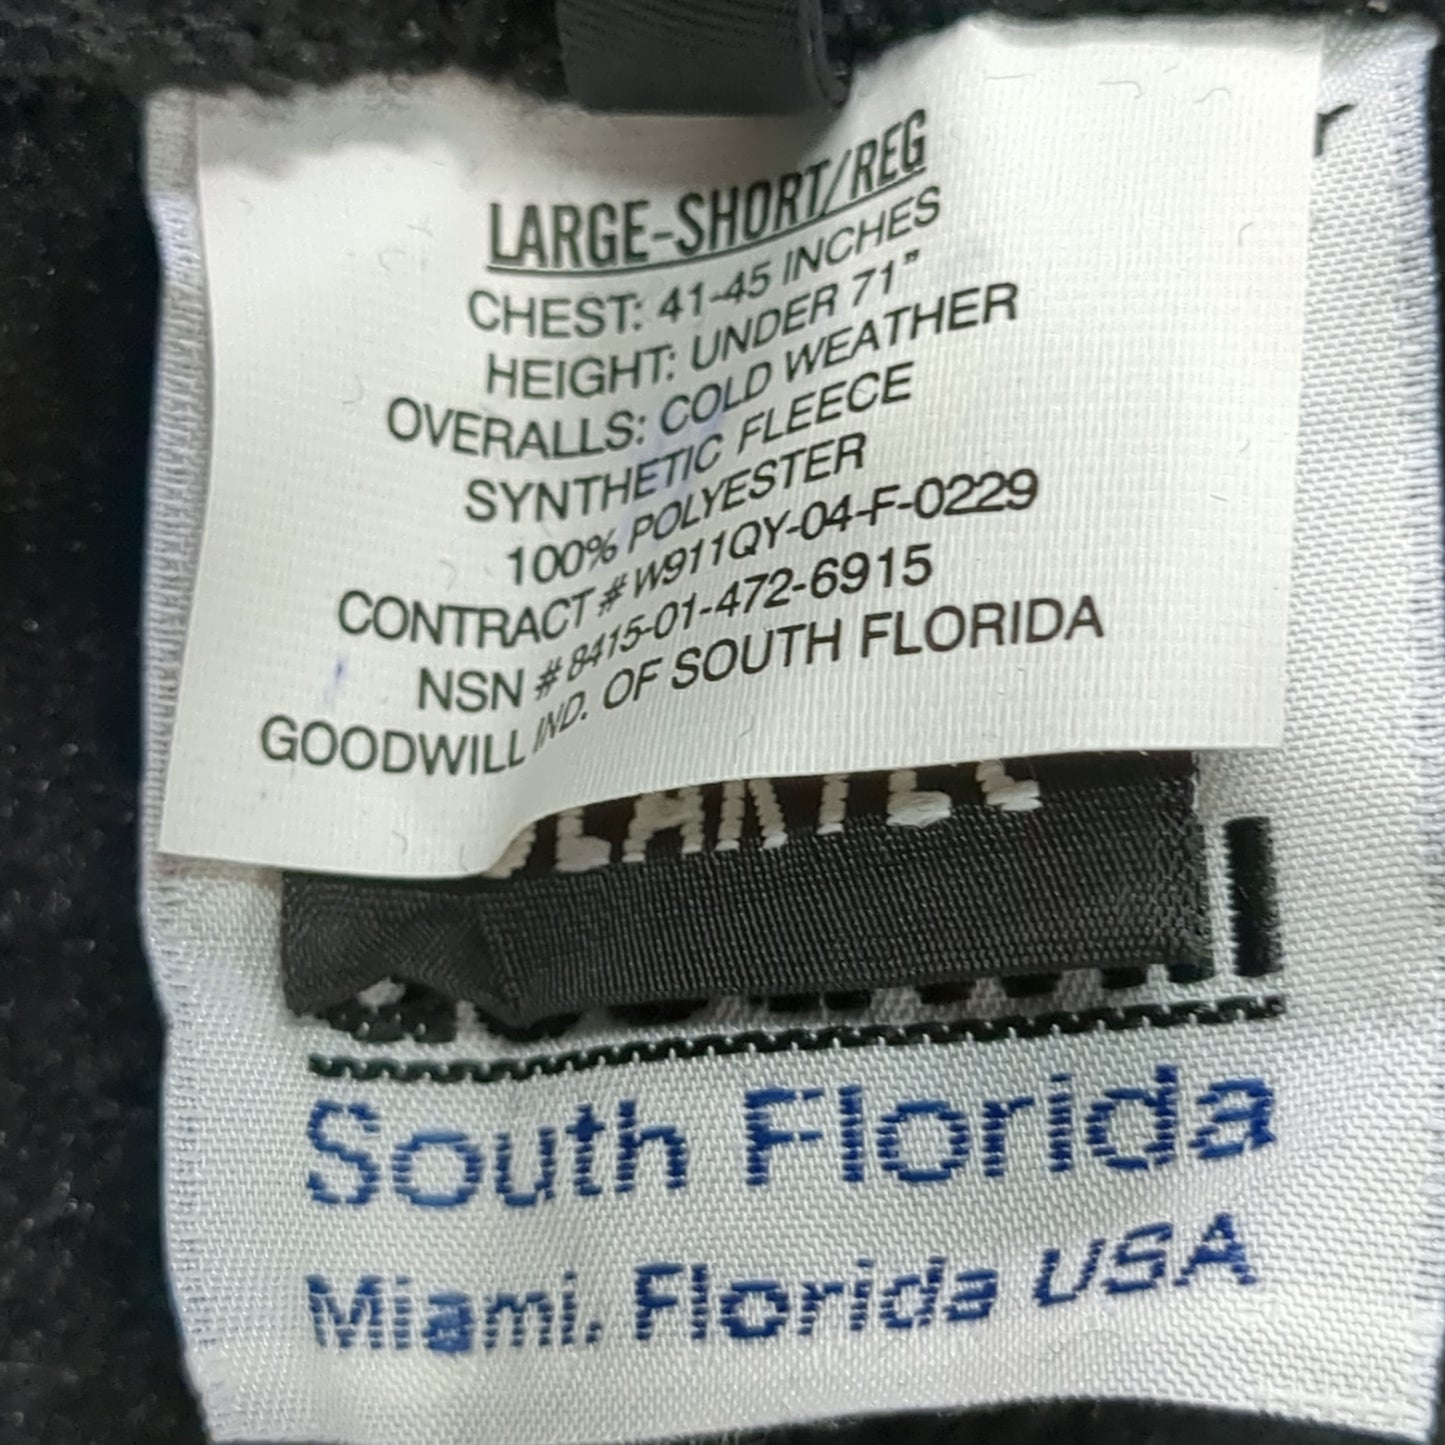 LARGE-SHORT/REG
CHEST: 41-45 INCHES
HEIGHT: UNDER 71"
OVERALLS: COLD WEATHER
SYNTHETIC FLEECE
100% POLYESTER
CONTRACT # W911QY-04-F-0229
NSN # 8415-01-472-6915
GOODWILL IND. OF SOUTH FLORIDA
South Florida
Miami, Florida USA